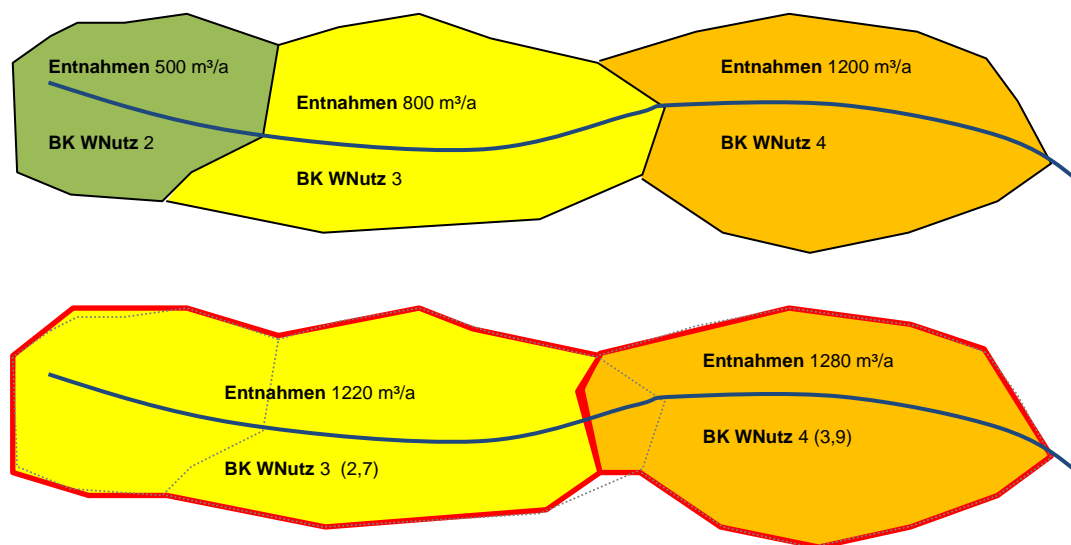 Entnahmen 500 m³/a
BK WNutz 2
Entnahmen 800 m³/a
BK WNutz 3
Entnahmen 1200 m³/a
BK WNutz 4
Entnahmen 1220 m³/a
BK WNutz 3 (2,7)
Entnahmen 1280 m³/a
BK WNutz 4 (3,9)